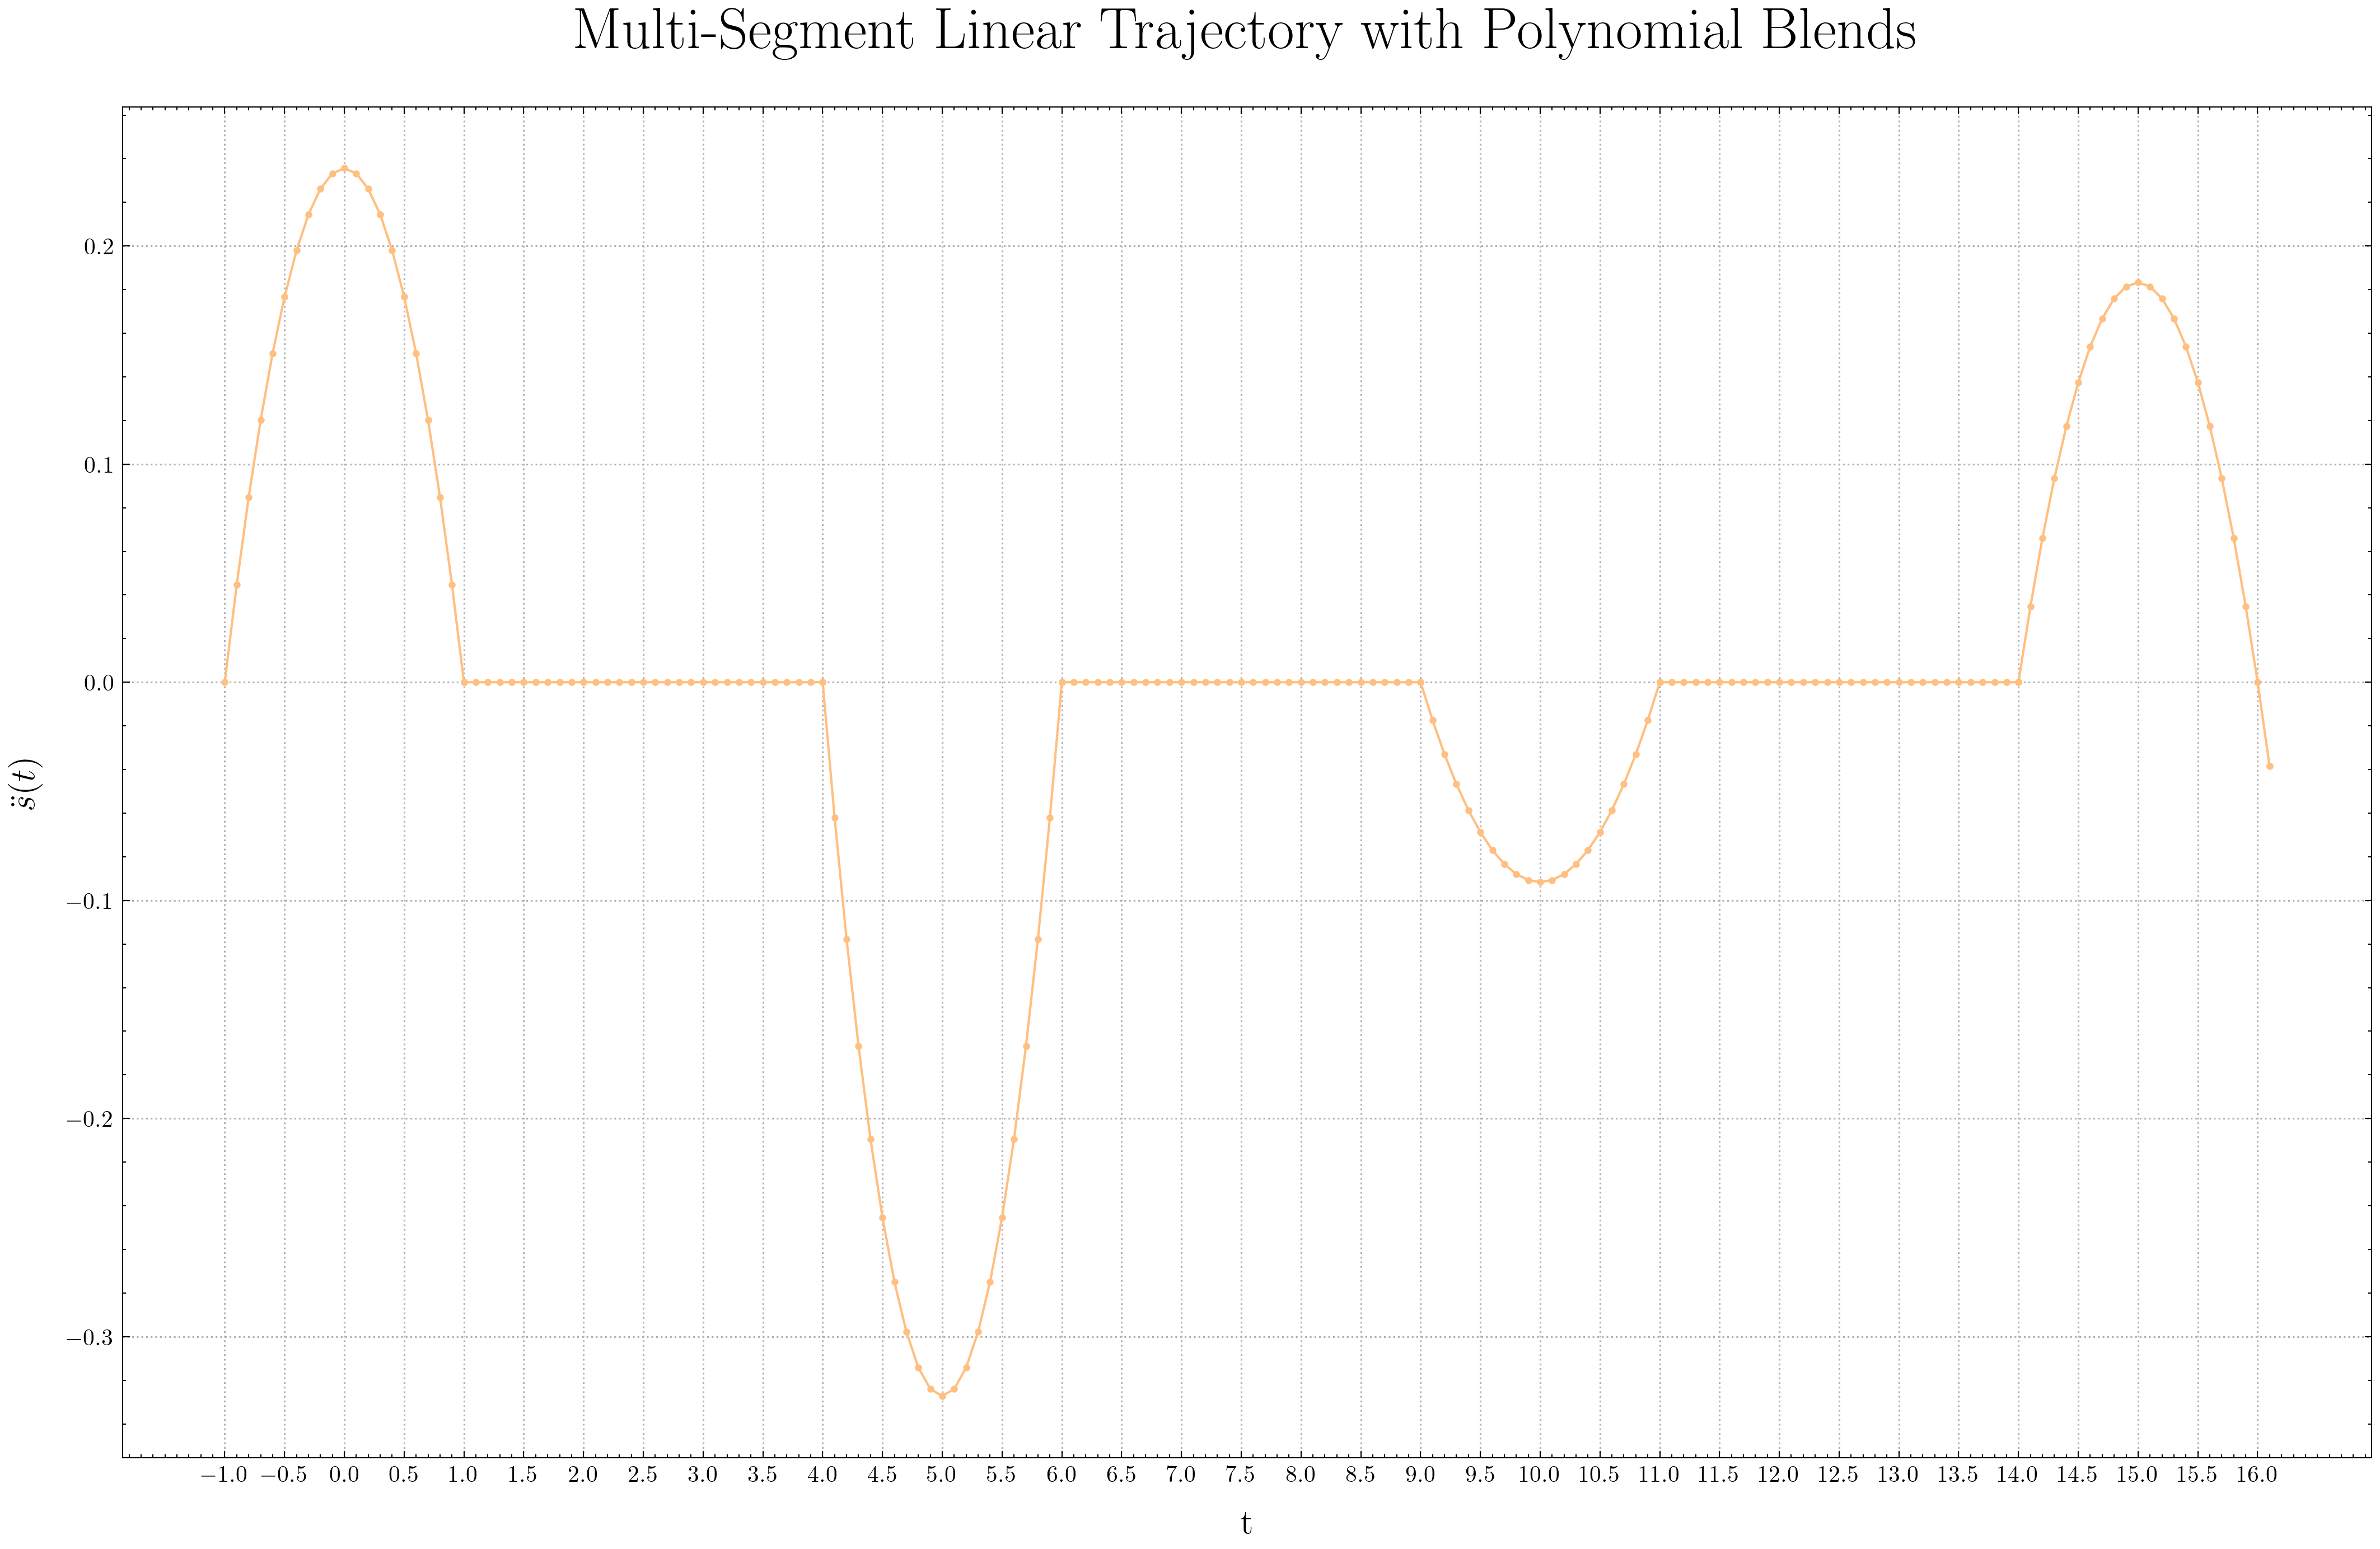 Multi-Segment Linear Trajectory with Polynomial Blends
s̈(t)
0.2
0.1
0.0
−0.1
−0.2
−0.3
−1.0 −0.5 0.0 0.5 1.0 1.5 2.0 2.5 3.0 3.5 4.0 4.5 5.0 5.5 6.0 6.5 7.0 7.5 8.0 8.5 9.0 9.5 10.0 10.5 11.0 11.5 12.0 12.5 13.0 13.5 14.0 14.5 15.0 15.5 16.0
t